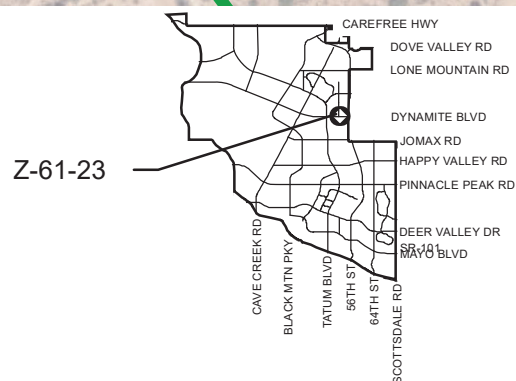 CAREFREE HWY
DOVE VALLEY RD
LONE MOUNTAIN RD
DYNAMITE BLVD
Z-61-23
JOMAX RD
HAPPY VALLEY RD
PINNACLE PEAK RD
DEER VALLEY DR
SR-101
MAYO BLVD
CAVE CREEK RD
BLACK MTN PKY
TATUM BLVD
56TH ST
64TH ST
SCOTTSDALE RD